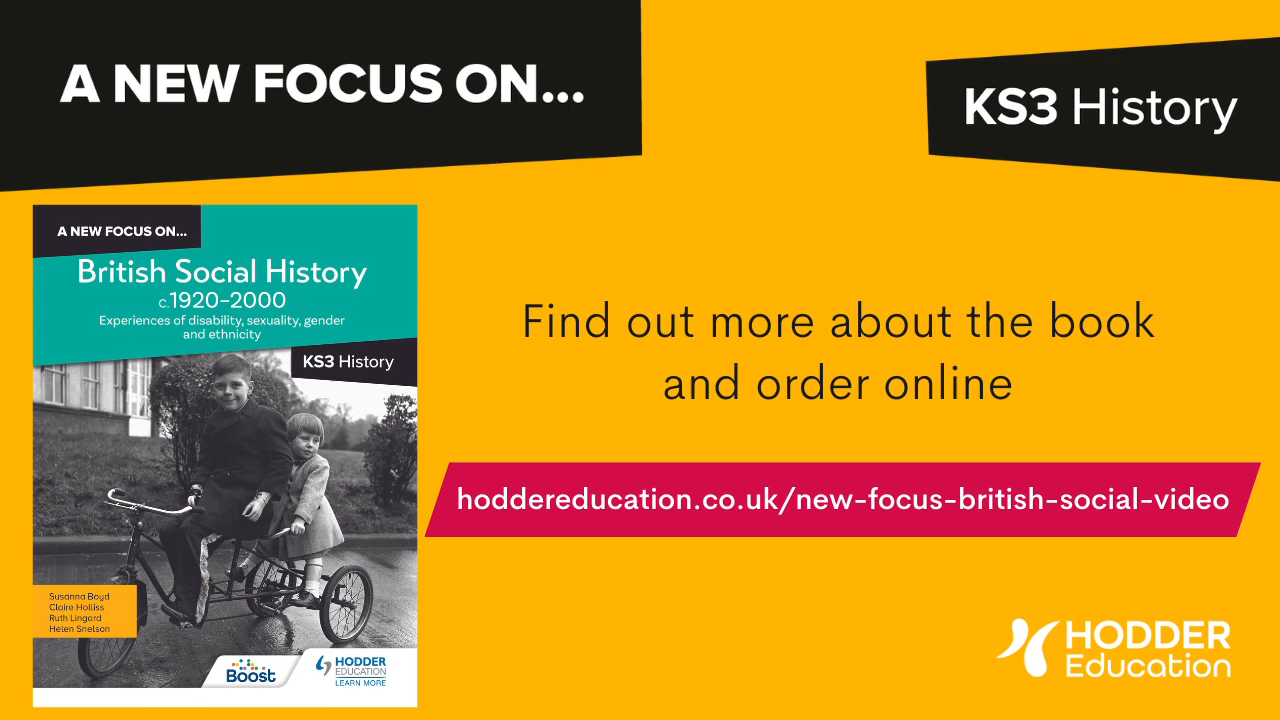 A NEW FOCUS ON...
KS3 History
A NEW FOCUS ON...
British Social History
c.1920–2000
Experiences of disability, sexuality, gender
and ethnicity
KS3 History
Susanna Boyd
Claire Holliss
Ruth Lingard
Helen Snelson
Boost
HODDER
EDUCATION
LEARN MORE
Find out more about the book
and order online
hoddereducation.co.uk/new-focus-british-social-video
HODDER
Education